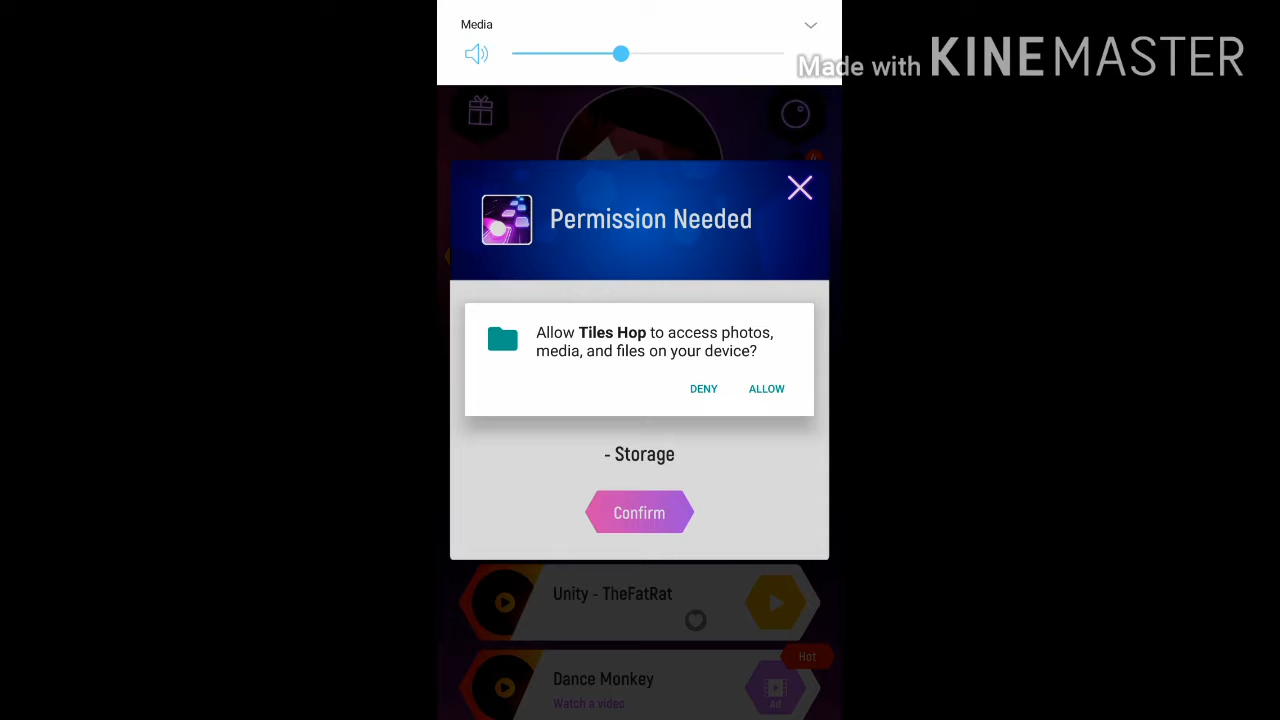 Media
Made with KINEMASTER
Permission Needed
Allow Tiles Hop to access photos,
media, and files on your device?
DENY ALLOW
- Storage
Confirm
Unity - TheFatRat
Hot
Dance Monkey
Watch a video
Ad